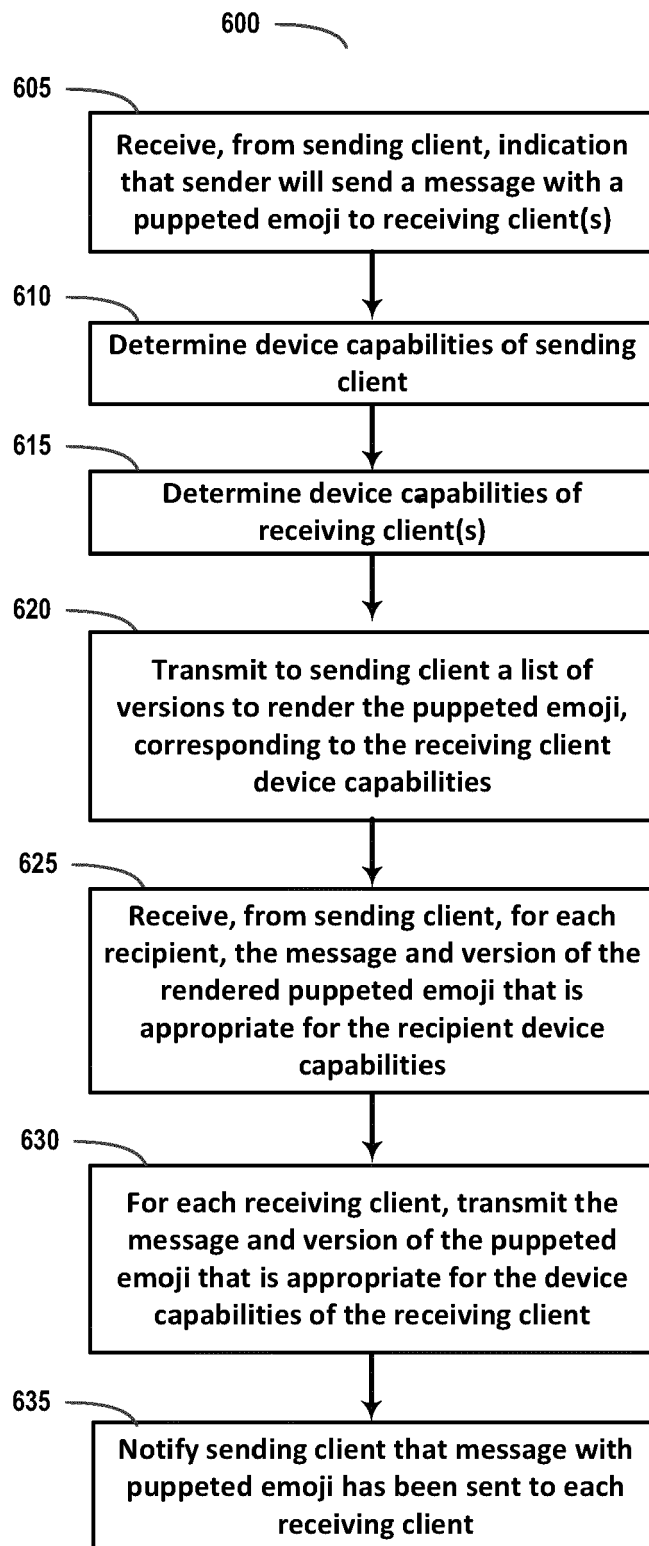 600
605
Receive, from sending client, indication
that sender will send a message with a
puppeted emoji to receiving client(s)
610
Determine device capabilities of sending
client
615
Determine device capabilities of
receiving client(s)
620
Transmit to sending client a list of
versions to render the puppeted emoji,
corresponding to the receiving client
device capabilities
625
Receive, from sending client, for each
recipient, the message and version of the
rendered puppeted emoji that is
appropriate for the recipient device
capabilities
630
For each receiving client, transmit the
message and version of the puppeted
emoji that is appropriate for the device
capabilities of the receiving client
635
Notify sending client that message with
puppeted emoji has been sent to each
receiving client